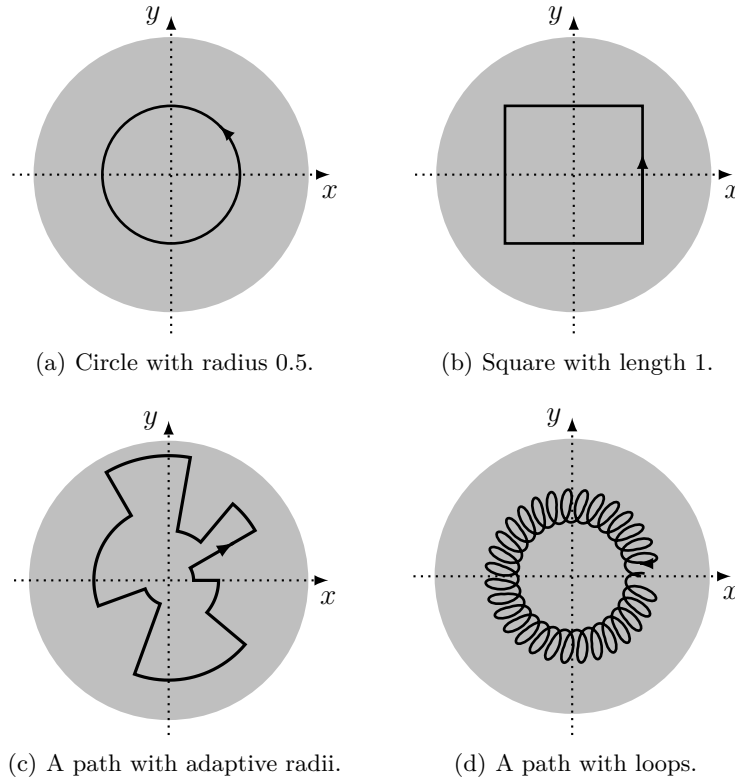 y
x
(a) Circle with radius 0.5.
y
x
(b) Square with length 1.
y
x
(c) A path with adaptive radii.
y
x
(d) A path with loops.